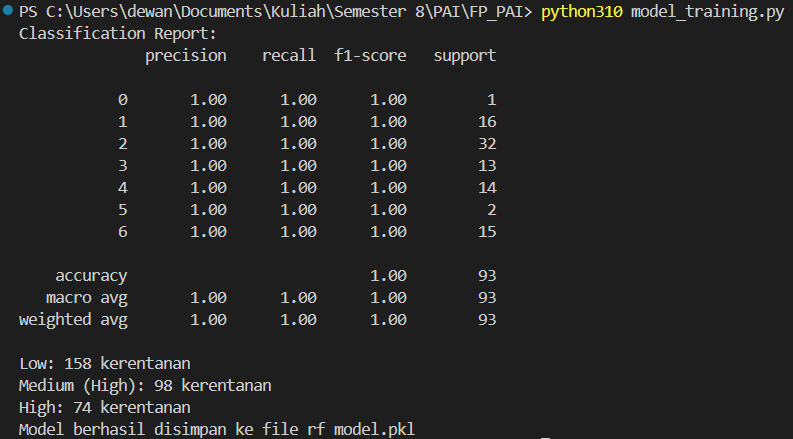 PS C:\Users\dewan\Documents\Kuliah\Semester 8\PAI\FP_PAI> python310 model_training.py
Classification Report:
precision recall f1-score support
0 1.00 1.00 1.00 1
1 1.00 1.00 1.00 16
2 1.00 1.00 1.00 32
3 1.00 1.00 1.00 13
4 1.00 1.00 1.00 14
5 1.00 1.00 1.00 2
6 1.00 1.00 1.00 15
accuracy 1.00 93
macro avg 1.00 1.00 1.00 93
weighted avg 1.00 1.00 1.00 93
Low: 158 kerentanan
Medium (High): 98 kerentanan
High: 74 kerentanan
Model berhasil disimpan ke file rf model.pkl